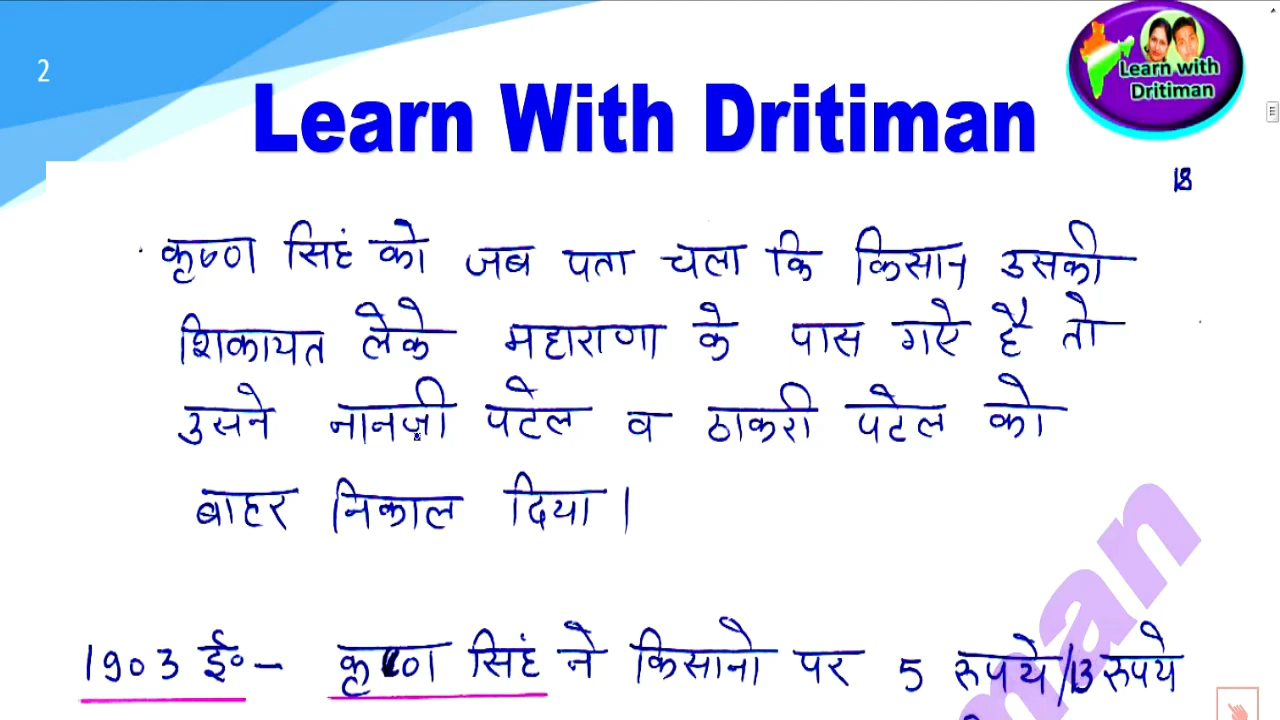 2
Learn with
Dritiman
Learn With Dritiman
18
कृष्ण सिहं को जब पता चला कि किसान उसकी
शिकायत लेके महाराणा के पास गऐ है तो
उसने नानजी पटेल व ठाकरी पटेल को
बाहर निकाल दिया।
1903 ई० - कृष्ण सिहं ने किसानो पर 5 रूपये/13 रूपये
man